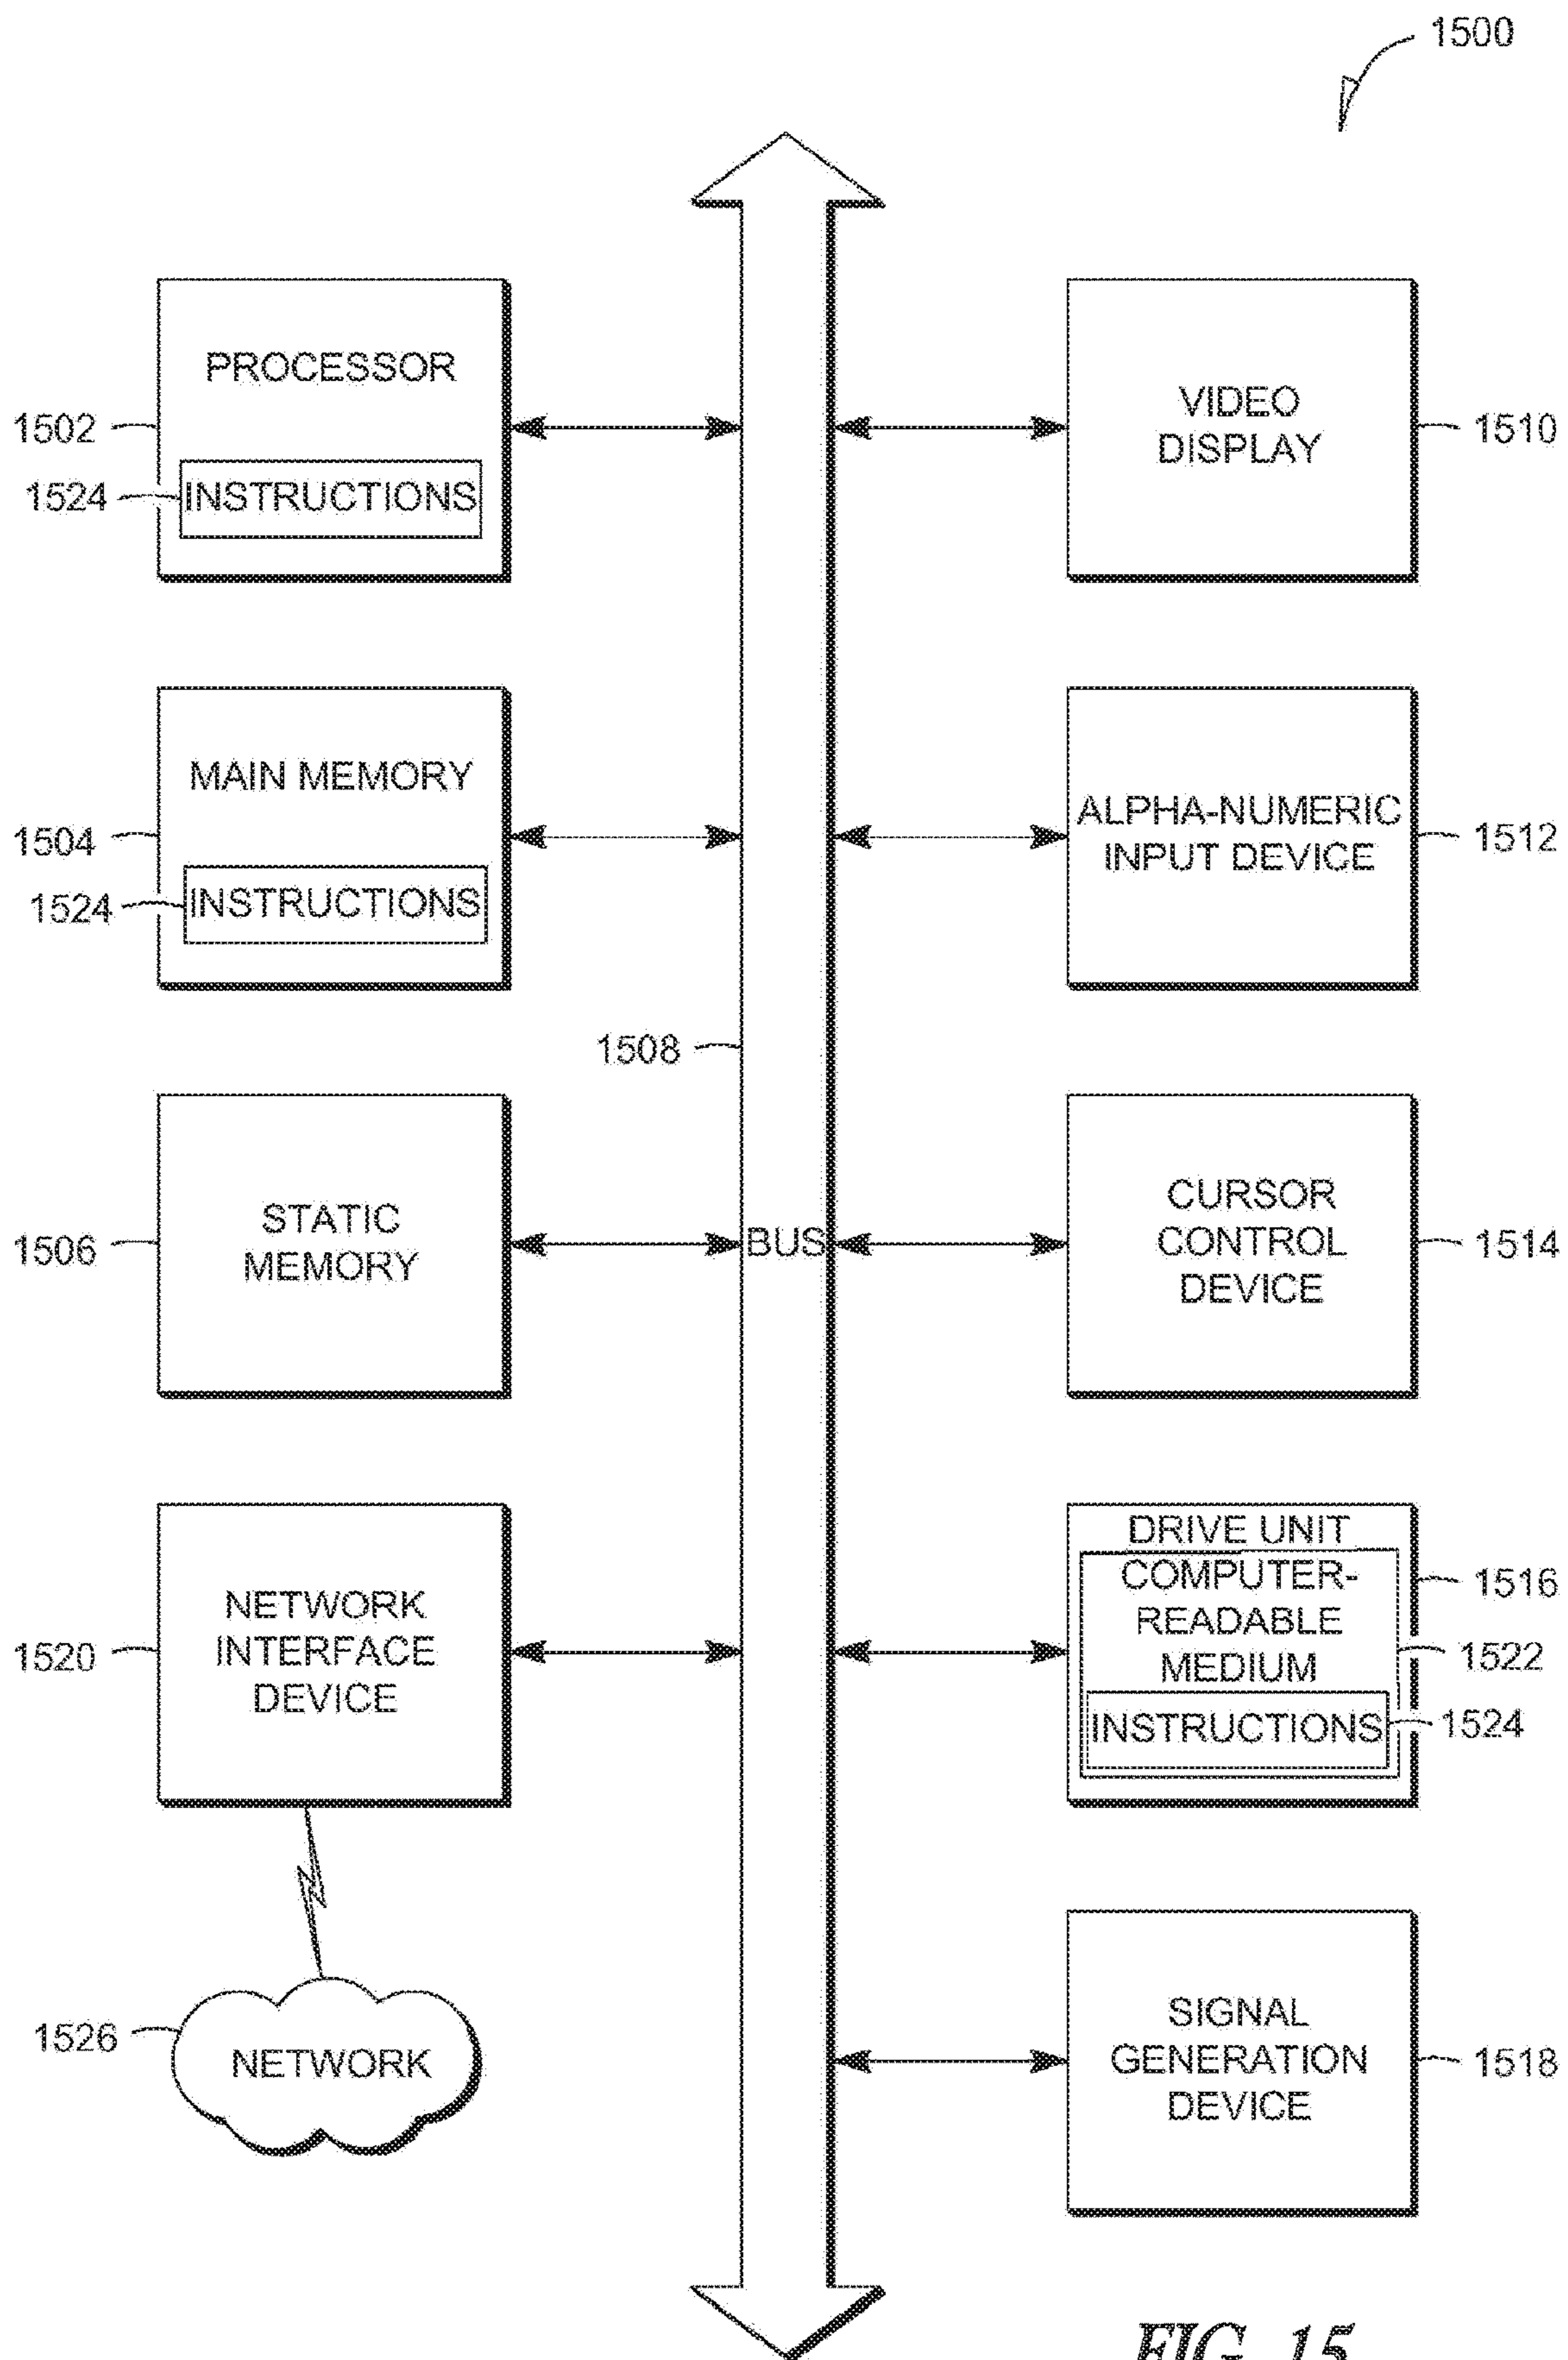 1500
PROCESSOR
1502
1524
INSTRUCTIONS
VIDEO
DISPLAY
1510
MAIN MEMORY
1504
1524
INSTRUCTIONS
ALPHA-NUMERIC
INPUT DEVICE
1512
1508
STATIC
MEMORY
1506
BUS
CURSOR
CONTROL
DEVICE
1514
NETWORK
INTERFACE
DEVICE
1520
DRIVE UNIT
COMPUTER-
READABLE
MEDIUM
INSTRUCTIONS
1516
1522
1524
1526
NETWORK
SIGNAL
GENERATION
DEVICE
1518
FIG. 15